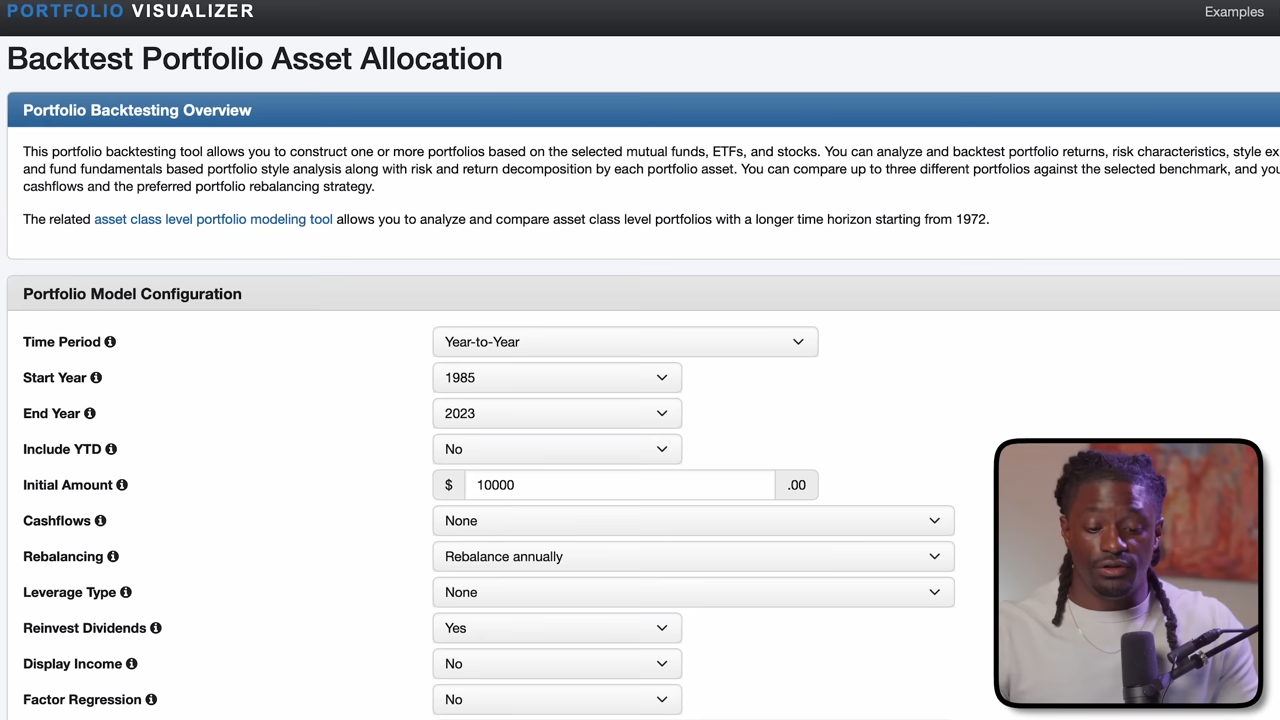 PORTFOLIO VISUALIZER
Examples
Backtest Portfolio Asset Allocation
Portfolio Backtesting Overview
This portfolio backtesting tool allows you to construct one or more portfolios based on the selected mutual funds, ETFs, and stocks. You can analyze and backtest portfolio returns, risk characteristics, style
and fund fundamentals based portfolio style analysis along with risk and return decomposition by each portfolio asset. You can compare up to three different portfolios against the selected benchmark, and
cashflows and the preferred portfolio rebalancing strategy.
The related asset class level portfolio modeling tool allows you to analyze and compare asset class level portfolios with a longer time horizon starting from 1972.
Portfolio Model Configuration
Time Period Year-to-Year
Start Year 1985
End Year 2023
Include YTD No
Initial Amount $ 10000 .00
Cashflows None
Rebalancing Rebalance annually
Leverage Type None
Reinvest Dividends Yes
Display Income No
Factor Regression No